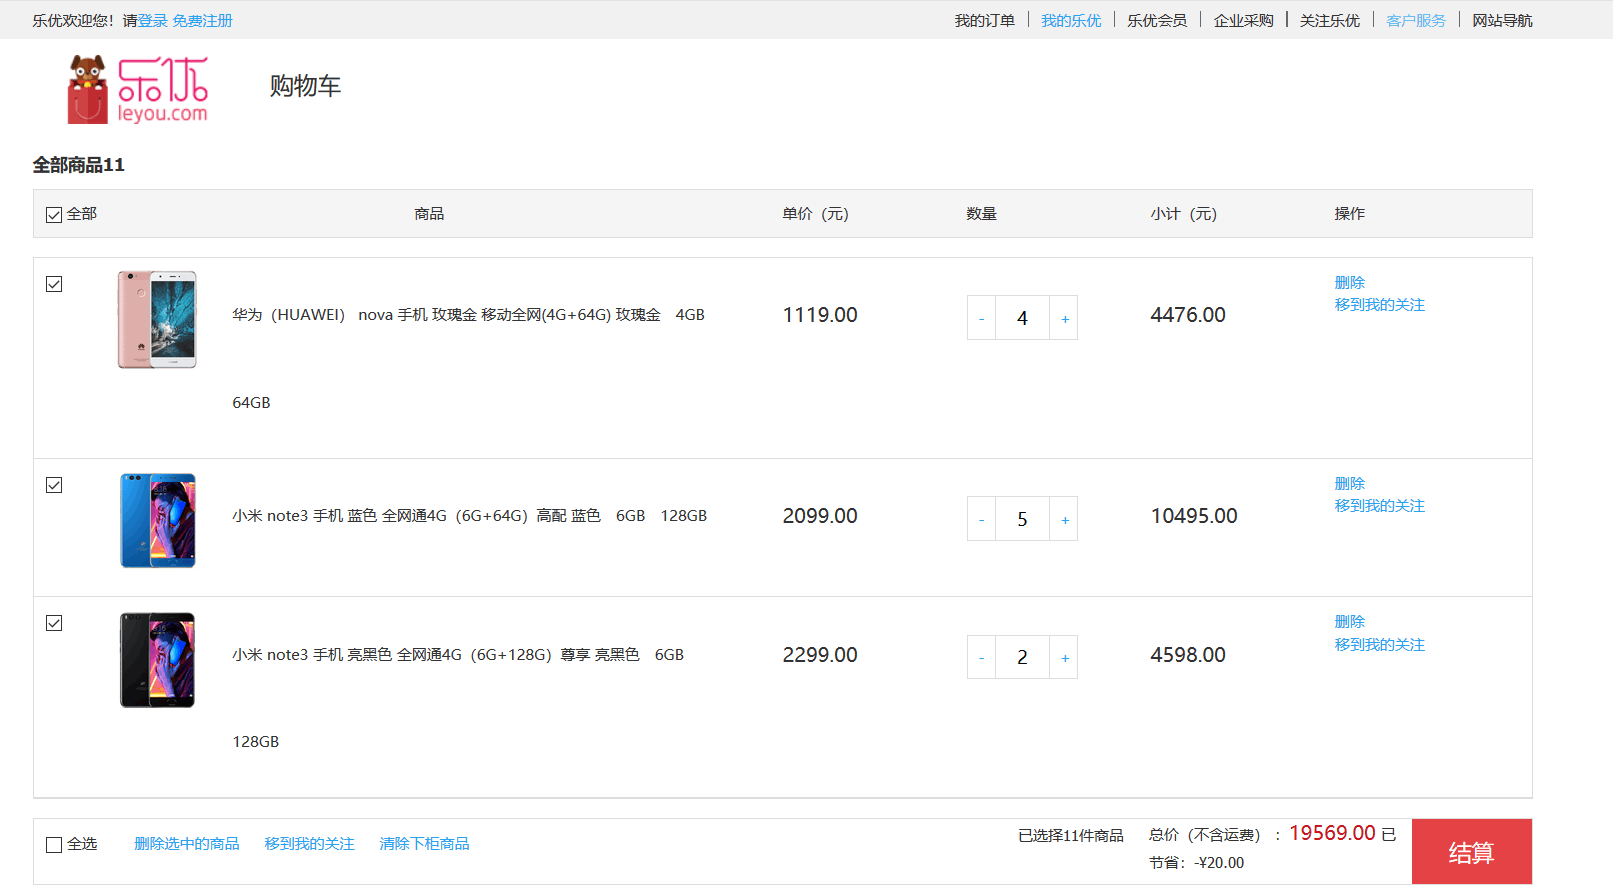 乐优欢迎您！请登录 免费注册
我的订单 我的乐优 乐优会员 企业采购 关注乐优 客户服务 网站导航
乐优
leyou.com
购物车
全部商品11
全部 商品 单价（元） 数量 小计（元） 操作
华为（HUAWEI） nova 手机 玫瑰金 移动全网(4G+64G) 玫瑰金 4GB
64GB
1119.00
- 4 +
4476.00
删除
移到我的关注
小米 note3 手机 蓝色 全网通4G（6G+64G）高配 蓝色 6GB 128GB
2099.00
- 5 +
10495.00
删除
移到我的关注
小米 note3 手机 亮黑色 全网通4G（6G+128G）尊享 亮黑色 6GB
128GB
2299.00
- 2 +
4598.00
删除
移到我的关注
全选 删除选中的商品 移到我的关注 清除下柜商品
已选择11件商品
总价（不含运费） ：19569.00 已
节省：-¥20.00
结算